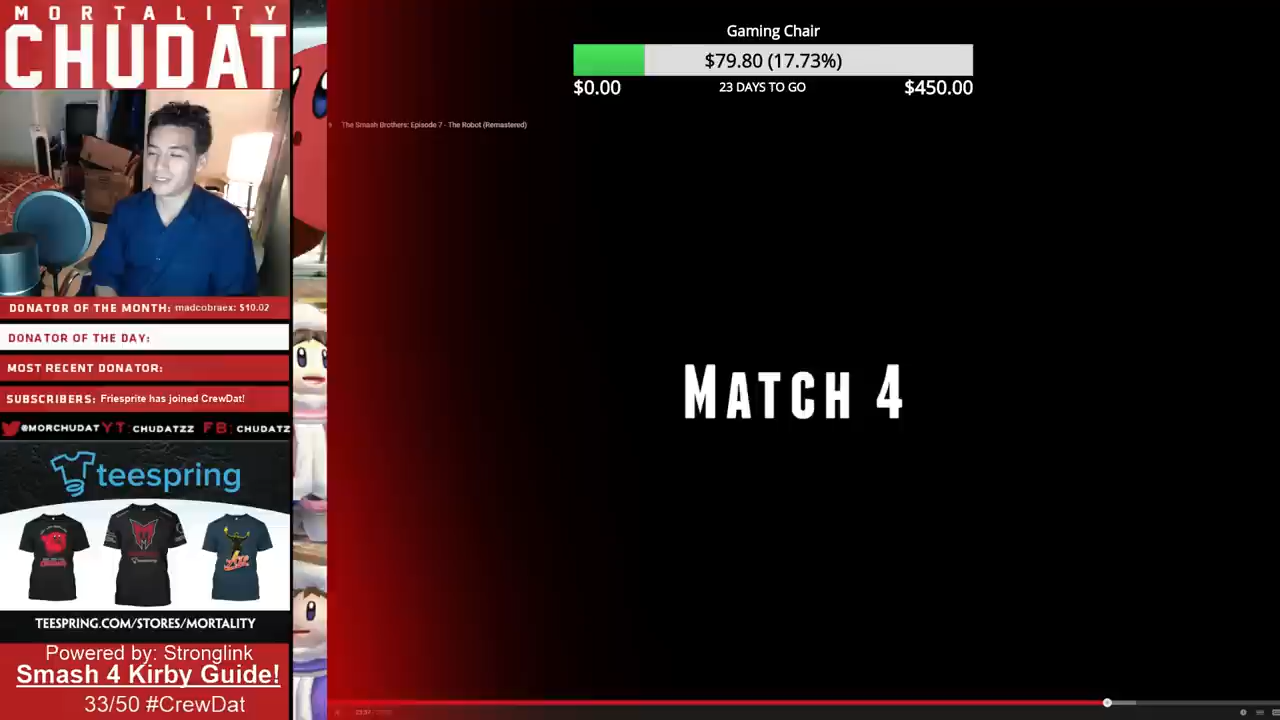 MORTALITY
CHUDAT
DONATOR OF THE MONTH: madcobraex: $10.02
DONATOR OF THE DAY:
MOST RECENT DONATOR:
SUBSCRIBERS: Friesprite has joined CrewDat!
@MORCHUDAT YT: CHUDATZZ FB: CHUDATZ
teespring
TEESPRING.COM/STORES/MORTALITY
Powered by: Stronglink
Smash 4 Kirby Guide!
33/50 #CrewDat
Gaming Chair
$79.80 (17.73%)
$0.00 23 DAYS TO GO $450.00
The Smash Brothers: Episode 7 - The Robot (Remastered)
MATCH 4